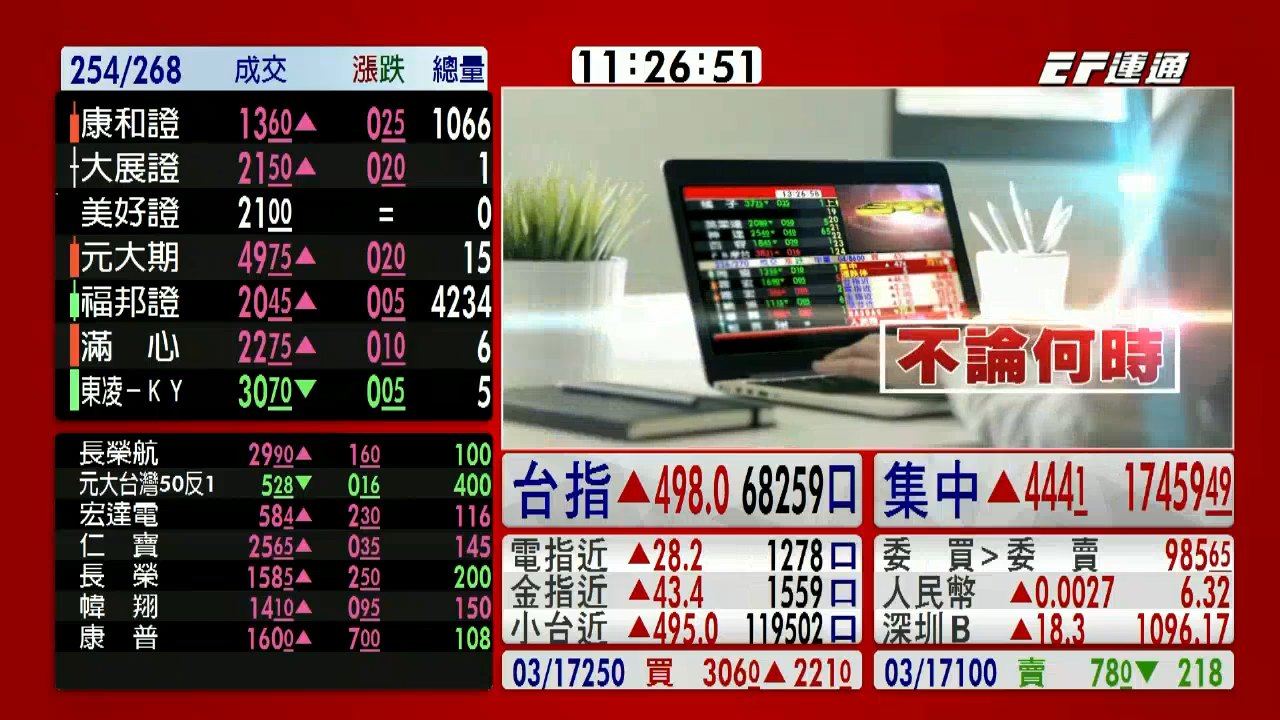 254/268 成交 漲跌 總量
康和證 1360▲ 025 1066
大展證 2150▲ 020 1
美好證 2100 = 0
元大期 4975▲ 020 15
福邦證 2045▲ 005 4234
滿 心 2275▲ 010 6
東凌－KY 3070▼ 005 5
長榮航 2990▲ 160 100
元大台灣50反1 528▼ 016 400
宏達電 584▲ 230 116
仁 寶 2565▲ 035 145
長 榮 1585▲ 250 200
幃 翔 1410▲ 095 150
康 普 1600▲ 700 108
11:26:51
EF運通
13:26:58
不論何時
台指▲498.0 68259口
電指近 ▲28.2 1278口
金指近 ▲43.4 1559口
小台近 ▲495.0 119502口
03/17250 買 3060▲2210
集中▲4441 1745949
委 買>委 賣 98565
人民幣 ▲0.0027 6.32
深圳B ▲18.3 1096.17
03/17100 賣 780▼ 218